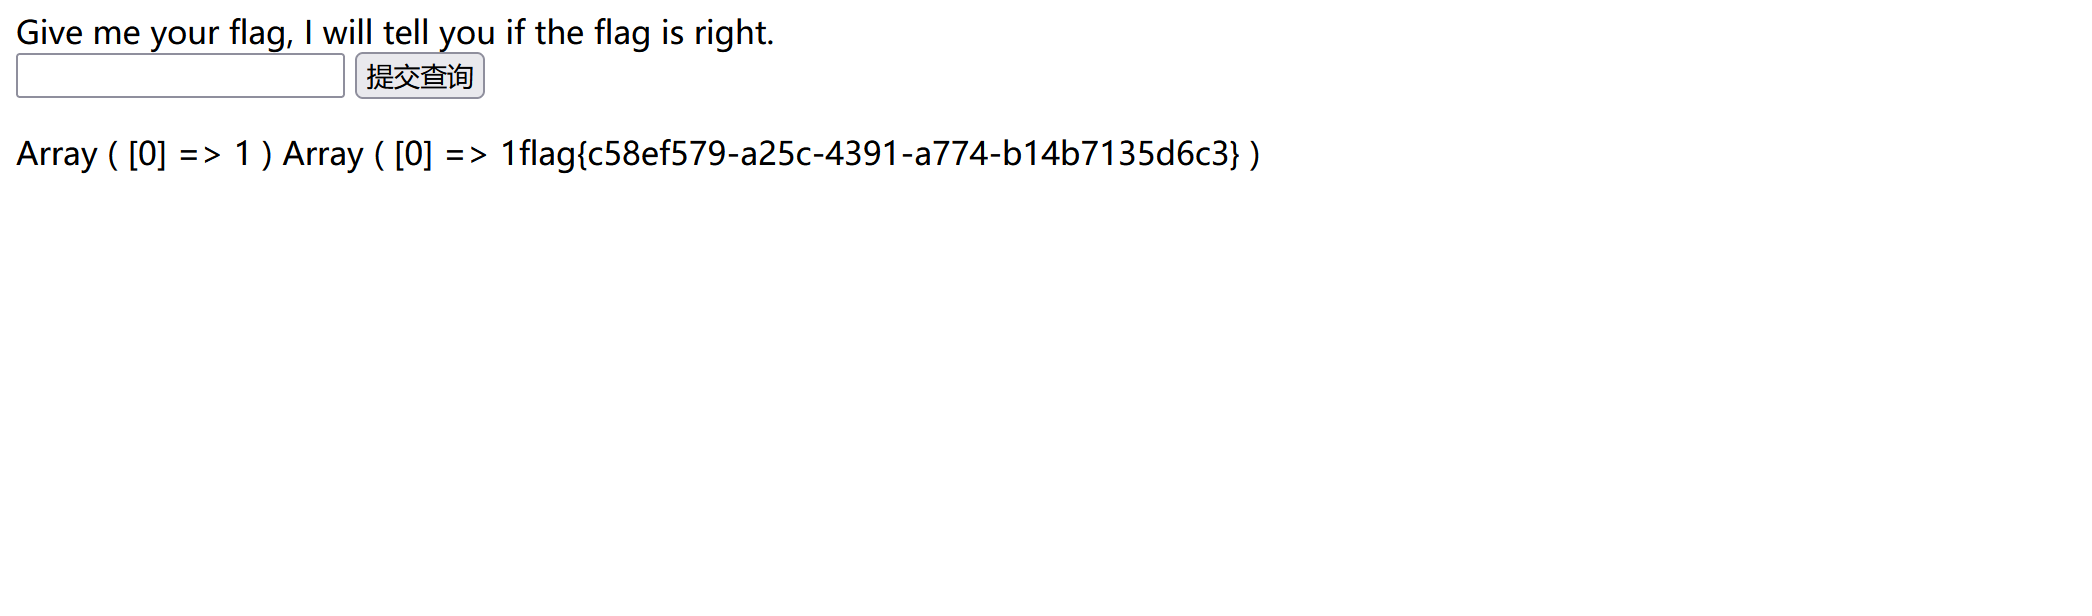 Give me your flag, I will tell you if the flag is right.
提交查询
Array ( [0] => 1 ) Array ( [0] => 1flag{c58ef579-a25c-4391-a774-b14b7135d6c3} )